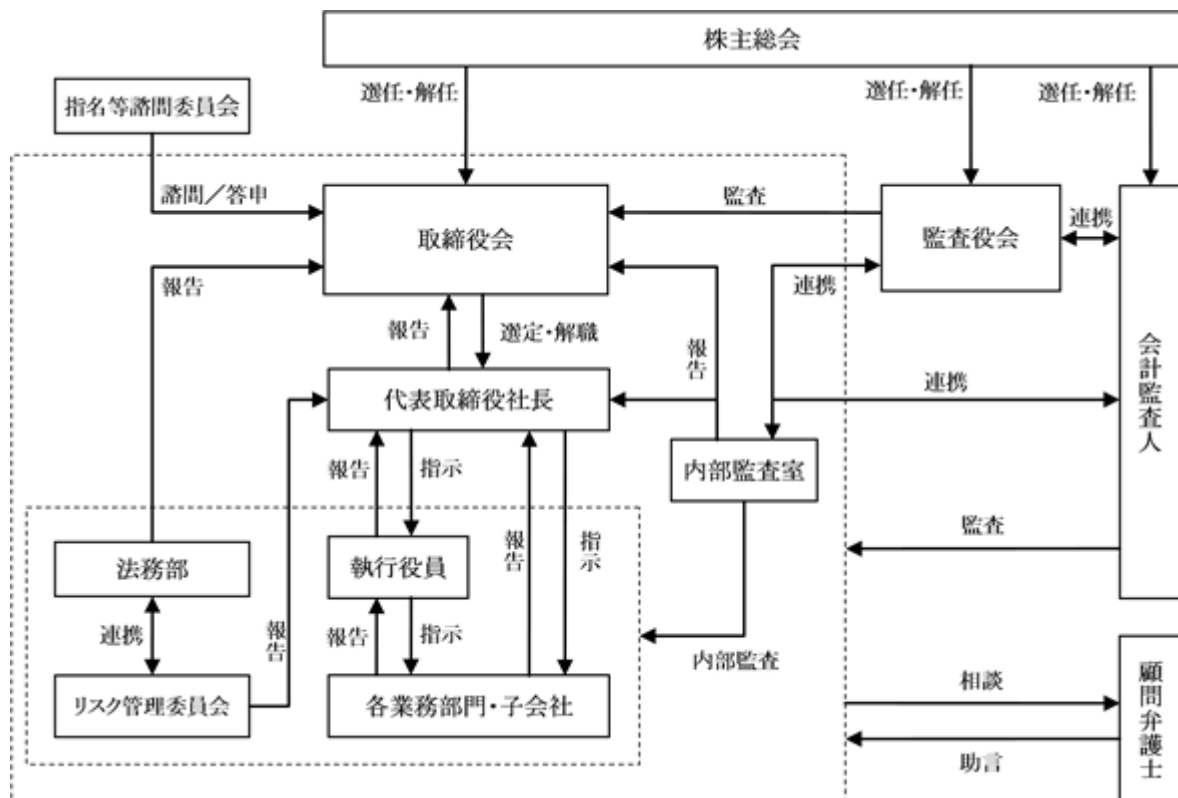 株主総会
指名等諮問委員会
選任・解任
選任・解任
選任・解任
諮問／答申
取締役会
監査
監査役会
連携
報告
連携
報告
選定・解職
報告
会計監査人
代表取締役社長
連携
内部監査室
報告
指示
報告
指示
監査
法務部
執行役員
連携
報告
報告
指示
内部監査
リスク管理委員会
各業務部門・子会社
相談
顧問弁護士
助言